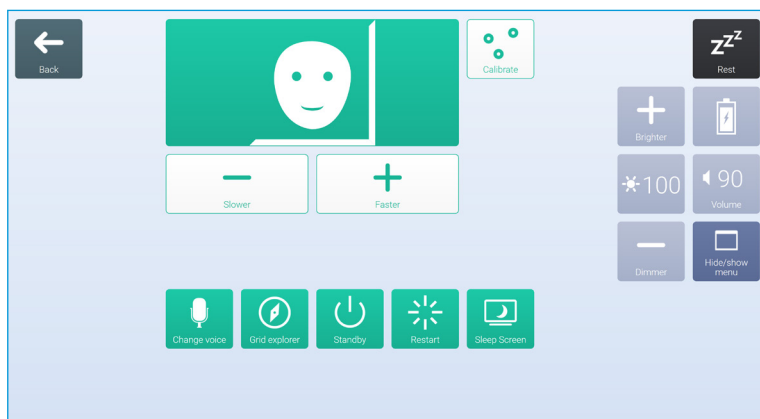 Back
Calibrate
zzz
Rest
Brighter
Slower
Faster
100
90
Volume
Dimmer
Hide/show
menu
Change voice
Grid explorer
Standby
Restart
Sleep Screen